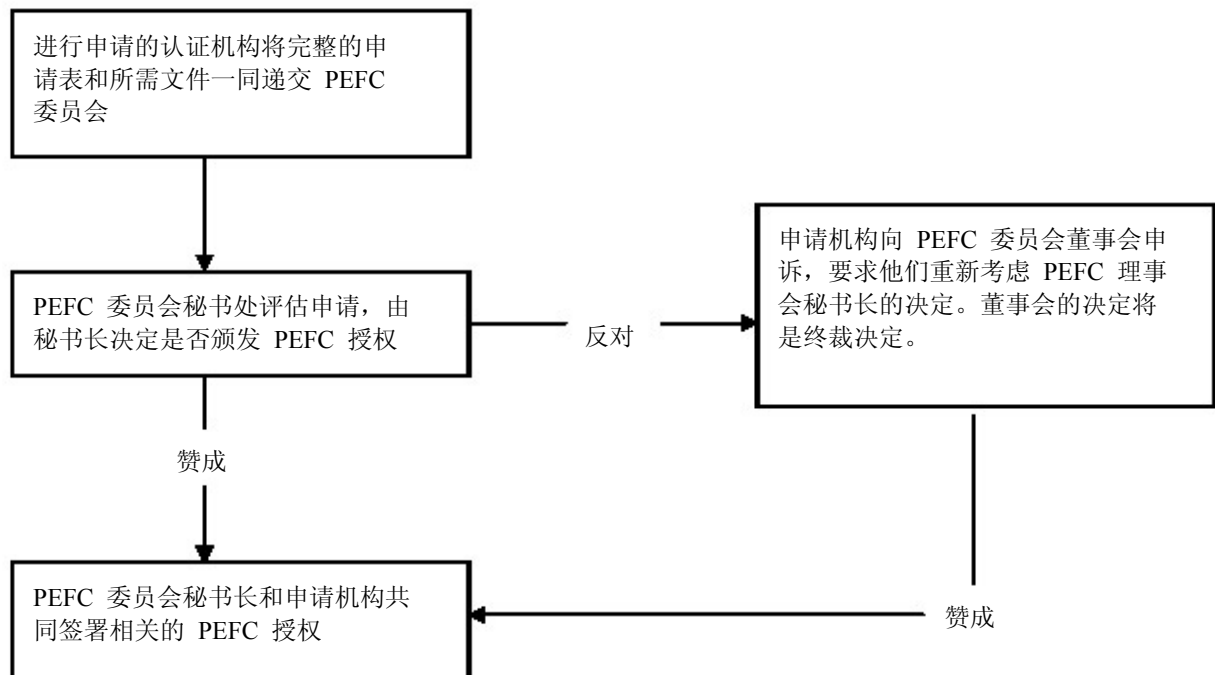 进行申请的认证机构将完整的申
请表和所需文件一同递交 PEFC
委员会
申请机构向 PEFC 委员会董事会申
诉，要求他们重新考虑 PEFC 理事
会秘书长的决定。董事会的决定将
是终裁决定。
PEFC 委员会秘书处评估申请，由
秘书长决定是否颁发 PEFC 授权
反对
赞成
PEFC 委员会秘书长和申请机构共
同签署相关的 PEFC 授权
赞成